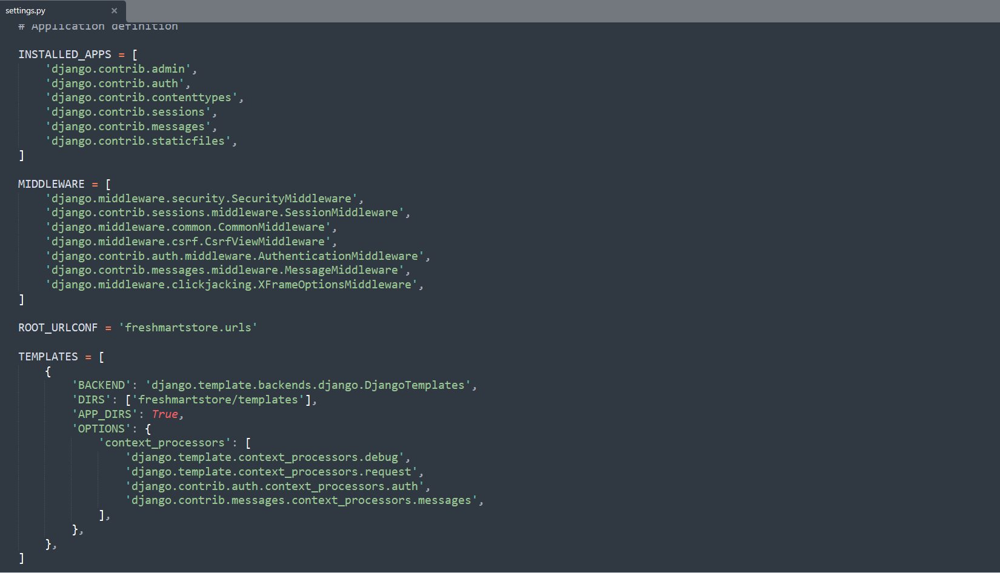 settings.py ×
# Application definition
INSTALLED_APPS = [
'django.contrib.admin',
'django.contrib.auth',
'django.contrib.contenttypes',
'django.contrib.sessions',
'django.contrib.messages',
'django.contrib.staticfiles',
]
MIDDLEWARE = [
'django.middleware.security.SecurityMiddleware',
'django.contrib.sessions.middleware.SessionMiddleware',
'django.middleware.common.CommonMiddleware',
'django.middleware.csrf.CsrfViewMiddleware',
'django.contrib.auth.middleware.AuthenticationMiddleware',
'django.contrib.messages.middleware.MessageMiddleware',
'django.middleware.clickjacking.XFrameOptionsMiddleware',
]
ROOT_URLCONF = 'freshmartstore.urls'
TEMPLATES = [
{
'BACKEND': 'django.template.backends.django.DjangoTemplates',
'DIRS': ['freshmartstore/templates'],
'APP_DIRS': True,
'OPTIONS': {
'context_processors': [
'django.template.context_processors.debug',
'django.template.context_processors.request',
'django.contrib.auth.context_processors.auth',
'django.contrib.messages.context_processors.messages',
],
},
},
]